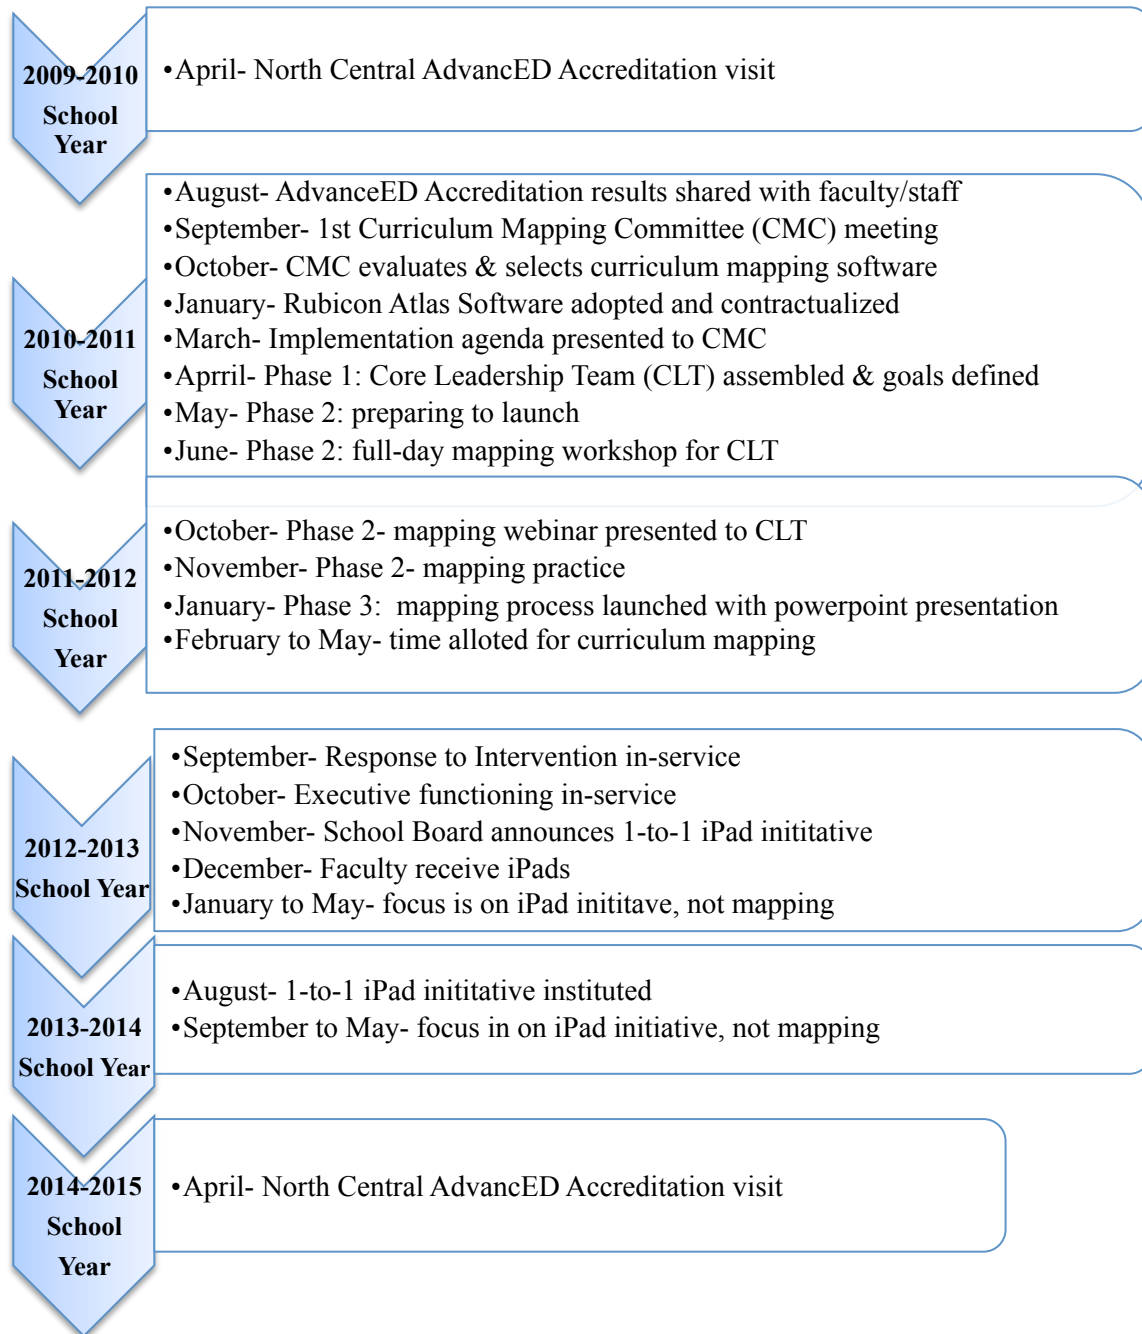 2009-2010
School
Year
•April- North Central AdvancED Accreditation visit
2010-2011
School
Year
•August- AdvanceED Accreditation results shared with faculty/staff
•September- 1st Curriculum Mapping Committee (CMC) meeting
•October- CMC evaluates & selects curriculum mapping software
•January- Rubicon Atlas Software adopted and contractualized
•March- Implementation agenda presented to CMC
•Aprril- Phase 1: Core Leadership Team (CLT) assembled & goals defined
•May- Phase 2: preparing to launch
•June- Phase 2: full-day mapping workshop for CLT
2011-2012
School
Year
•October- Phase 2- mapping webinar presented to CLT
•November- Phase 2- mapping practice
•January- Phase 3:  mapping process launched with powerpoint presentation
•February to May- time alloted for curriculum mapping
2012-2013
School Year
•September- Response to Intervention in-service
•October- Executive functioning in-service
•November- School Board announces 1-to-1 iPad inititative
•December- Faculty receive iPads
•January to May- focus is on iPad inititave, not mapping
2013-2014
School Year
•August- 1-to-1 iPad inititative instituted
•September to May- focus in on iPad initiative, not mapping
2014-2015
School
Year
•April- North Central AdvancED Accreditation visit